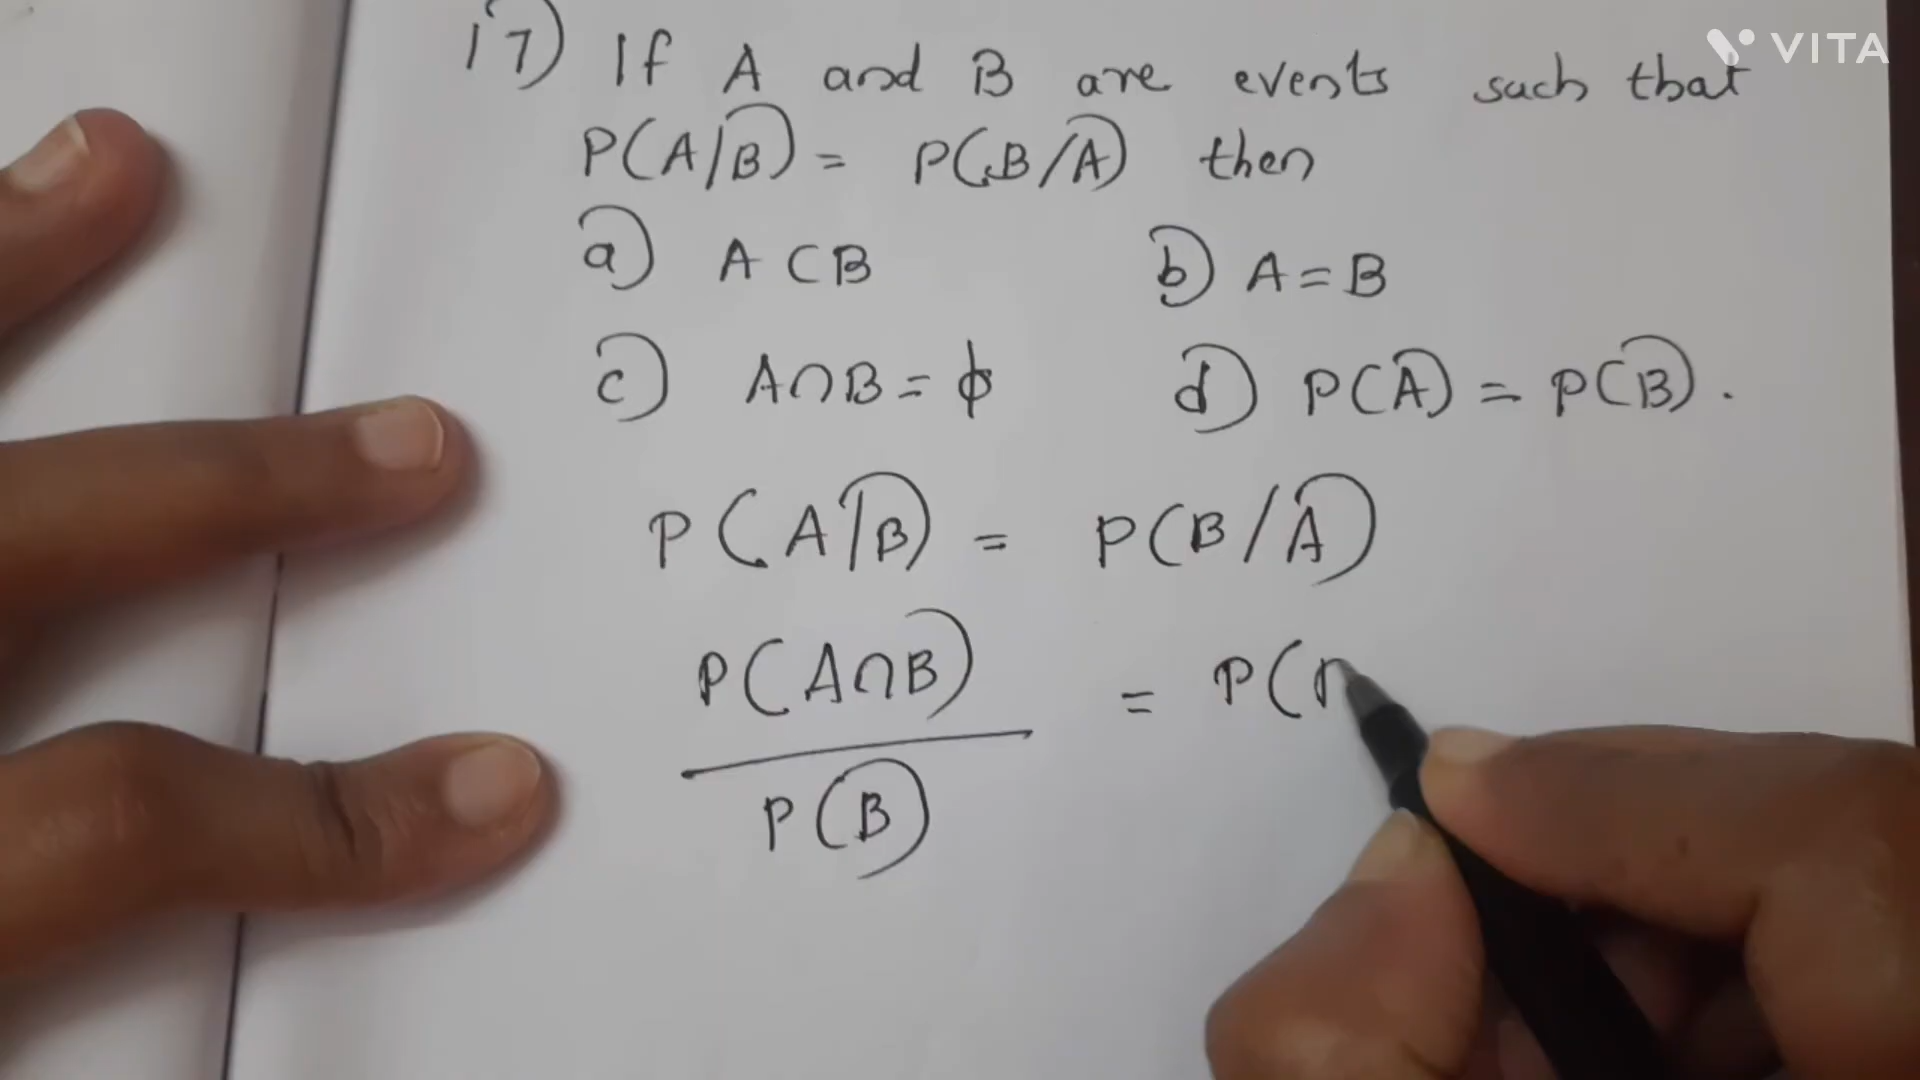 VITA
17) If A and B are events such that
P(A/B) = P(B/A) then
a) A ⊂ B b) A = B
c) A∩B = ϕ d) P(A) = P(B).
P(A/B) = P(B/A)
P(A∩B) = P(
P(B)